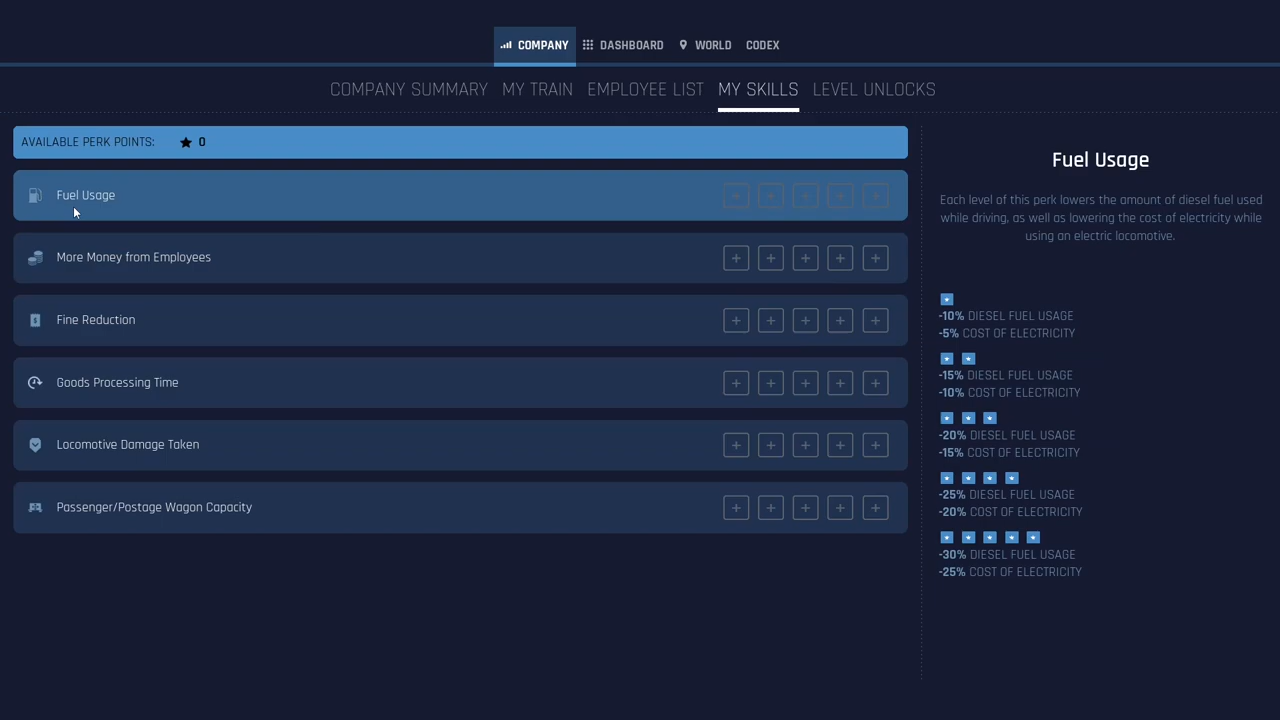 COMPANY
DASHBOARD
WORLD
CODEX
COMPANY SUMMARY
MY TRAIN
EMPLOYEE LIST
MY SKILLS
LEVEL UNLOCKS
AVAILABLE PERK POINTS: 0
Fuel Usage
More Money from Employees
Fine Reduction
Goods Processing Time
Locomotive Damage Taken
Passenger/Postage Wagon Capacity
Fuel Usage
Each level of this perk lowers the amount of diesel fuel used
while driving, as well as lowering the cost of electricity while
using an electric locomotive.
-10% DIESEL FUEL USAGE
-5% COST OF ELECTRICITY
-15% DIESEL FUEL USAGE
-10% COST OF ELECTRICITY
-20% DIESEL FUEL USAGE
-15% COST OF ELECTRICITY
-25% DIESEL FUEL USAGE
-20% COST OF ELECTRICITY
-30% DIESEL FUEL USAGE
-25% COST OF ELECTRICITY